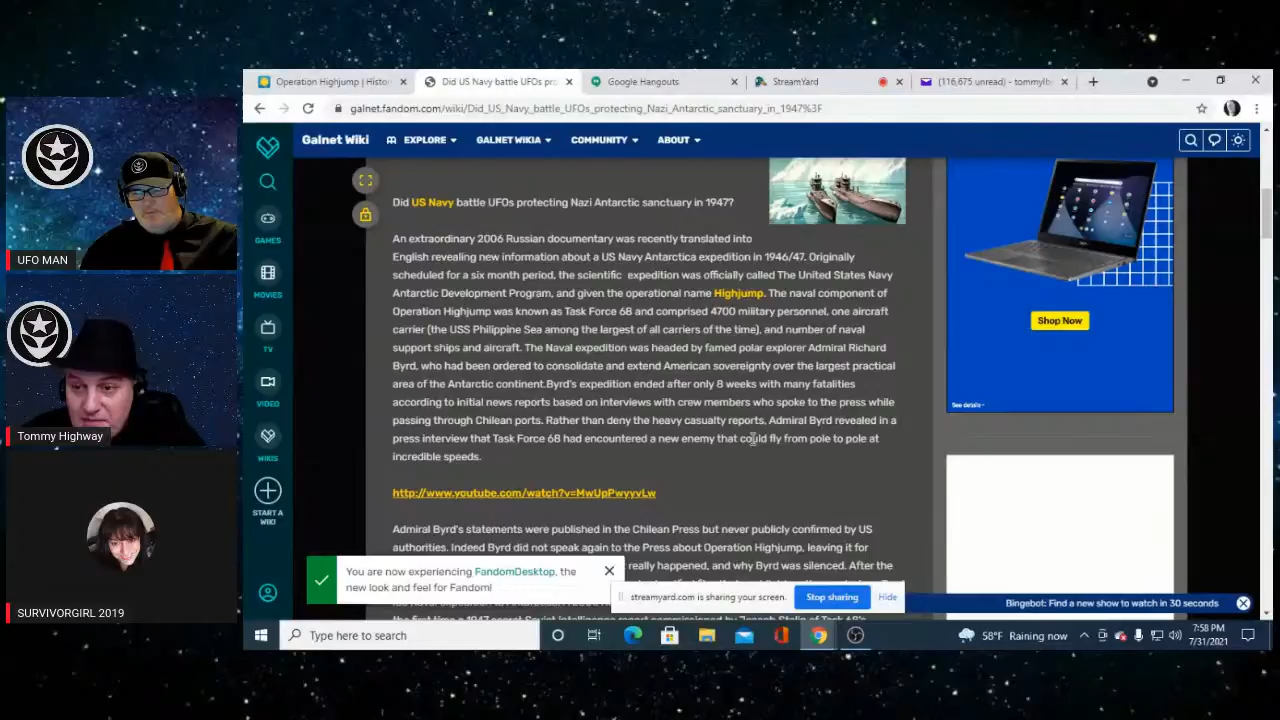 UFO MAN
Tommy Highway
SURVIVORGIRL 2019
Operation Highjump | Histor
Did US Navy battle UFOs pro
Google Hangouts
StreamYard
(116,675 unread) - tommylb
galnet.fandom.com/wiki/Did_US_Navy_battle_UFOs_protecting_Nazi_Antarctic_sanctuary_in_1947%3F
Galnet Wiki
EXPLORE
GALNET WIKIA
COMMUNITY
ABOUT
GAMES
MOVIES
TV
VIDEO
WIKIS
START A
WIKI
Did US Navy battle UFOs protecting Nazi Antarctic sanctuary in 1947?
An extraordinary 2006 Russian documentary was recently translated into
English revealing new information about a US Navy Antarctica expedition in 1946/47. Originally
scheduled for a six month period, the scientific expedition was officially called The United States Navy
Antarctic Development Program, and given the operational name Highjump. The naval component of
Operation Highjump was known as Task Force 68 and comprised 4700 military personnel, one aircraft
carrier (the USS Philippine Sea among the largest of all carriers of the time), and number of naval
support ships and aircraft. The Naval expedition was headed by famed polar explorer Admiral Richard
Byrd, who had been ordered to consolidate and extend American sovereignty over the largest practical
area of the Antarctic continent.Byrd's expedition ended after only 8 weeks with many fatalities
according to initial news reports based on interviews with crew members who spoke to the press while
passing through Chilean ports. Rather than deny the heavy casualty reports, Admiral Byrd revealed in a
press interview that Task Force 68 had encountered a new enemy that could fly from pole to pole at
incredible speeds.
http://www.youtube.com/watch?v=MwUpPwyyvLw
Admiral Byrd's statements were published in the Chilean Press but never publicly confirmed by US
authorities. Indeed Byrd did not speak again to the Press about Operation Highjump, leaving it for
really happened, and why Byrd was silenced. After the
Shop Now
See details
You are now experiencing FandomDesktop, the
new look and feel for Fandom!
streamyard.com is sharing your screen.
Stop sharing
Hide
Bingebot: Find a new show to watch in 30 seconds
Type here to search
58°F Raining now
7:58 PM
7/31/2021